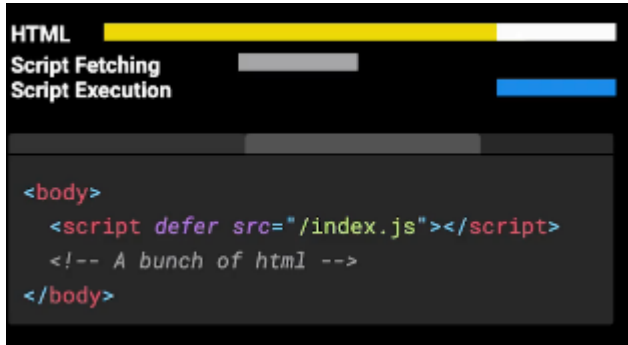 HTML
Script Fetching
Script Execution
<body>
<script defer src="/index.js"></script>
<!-- A bunch of html -->
</body>